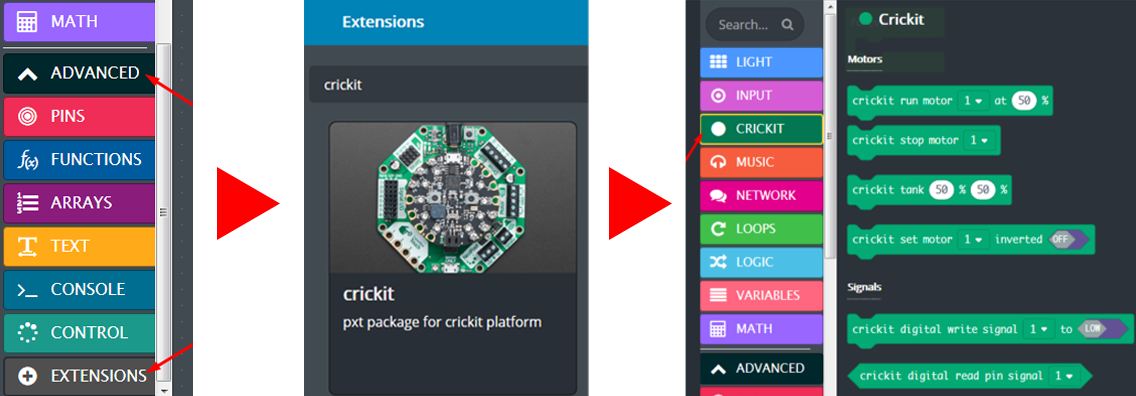 MATH
ADVANCED
PINS
f(x) FUNCTIONS
ARRAYS
TEXT
CONSOLE
CONTROL
EXTENSIONS
Extensions
crickit
crickit
pxt package for crickit platform
Search...
LIGHT
INPUT
CRICKIT
MUSIC
NETWORK
LOOPS
LOGIC
VARIABLES
MATH
ADVANCED
Crickit
Motors
crickit run motor 1 at 50 %
crickit stop motor 1
crickit tank 50 % 50 %
crickit set motor 1 inverted OFF
Signals
crickit digital write signal 1 to LOW
crickit digital read pin signal 1